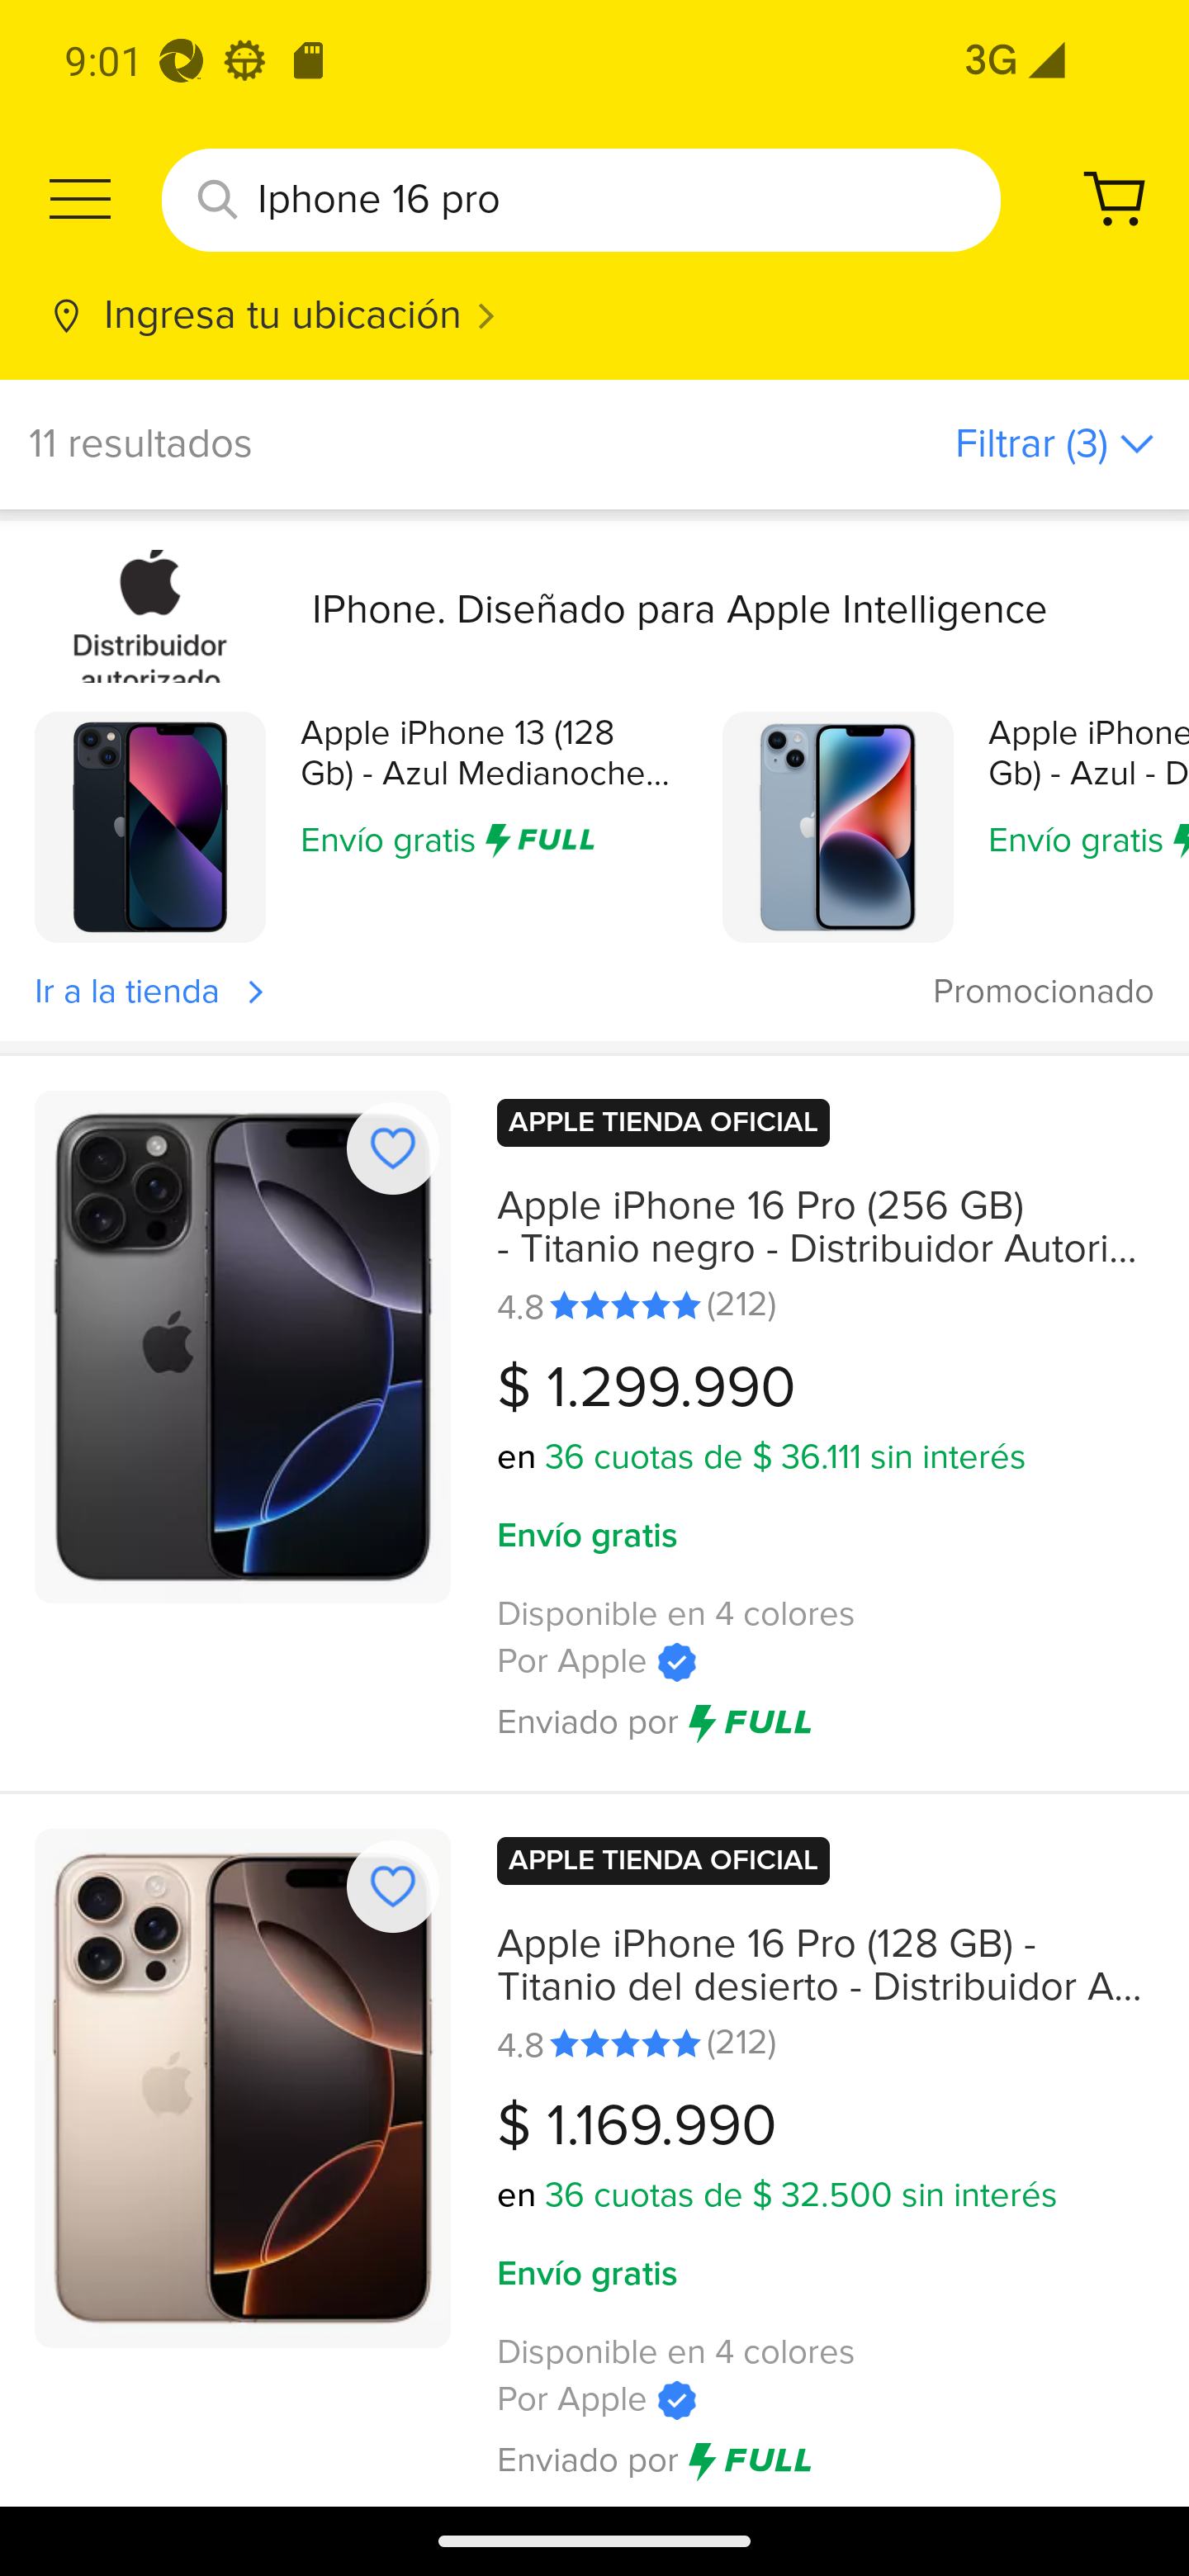 9:01
3G
Iphone 16 pro
Ingresa tu ubicación
11 resultados
Filtrar (3)
Distribuidor
autorizado
IPhone. Diseñado para Apple Intelligence
Apple iPhone 13 (128
Gb) - Azul Medianoche...
Envío gratis FULL
Apple iPhone
Gb) - Azul - D
Envío gratis
Ir a la tienda
Promocionado
APPLE TIENDA OFICIAL
Apple iPhone 16 Pro (256 GB)
- Titanio negro - Distribuidor Autori...
4.8 (212)
$ 1.299.990
en 36 cuotas de $ 36.111 sin interés
Envío gratis
Disponible en 4 colores
Por Apple
Enviado por FULL
APPLE TIENDA OFICIAL
Apple iPhone 16 Pro (128 GB) -
Titanio del desierto - Distribuidor A...
4.8 (212)
$ 1.169.990
en 36 cuotas de $ 32.500 sin interés
Envío gratis
Disponible en 4 colores
Por Apple
Enviado por FULL